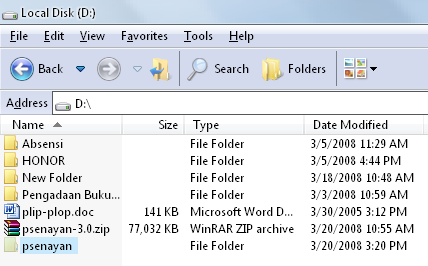 Local Disk (D:)
File Edit View Favorites Tools Help
Back Search Folders
Address D:\
Name Size Type Date Modified
Absensi File Folder 3/5/2008 11:29 AM
HONOR File Folder 3/5/2008 4:44 PM
New Folder File Folder 3/18/2008 10:48 AM
Pengadaan Buku... File Folder 3/3/2008 10:59 AM
plip-plop.doc 141 KB Microsoft Word D... 3/30/2005 3:12 PM
psenayan-3.0.zip 77,032 KB WinRAR ZIP archive 3/20/2008 10:55 AM
psenayan File Folder 3/20/2008 3:20 PM